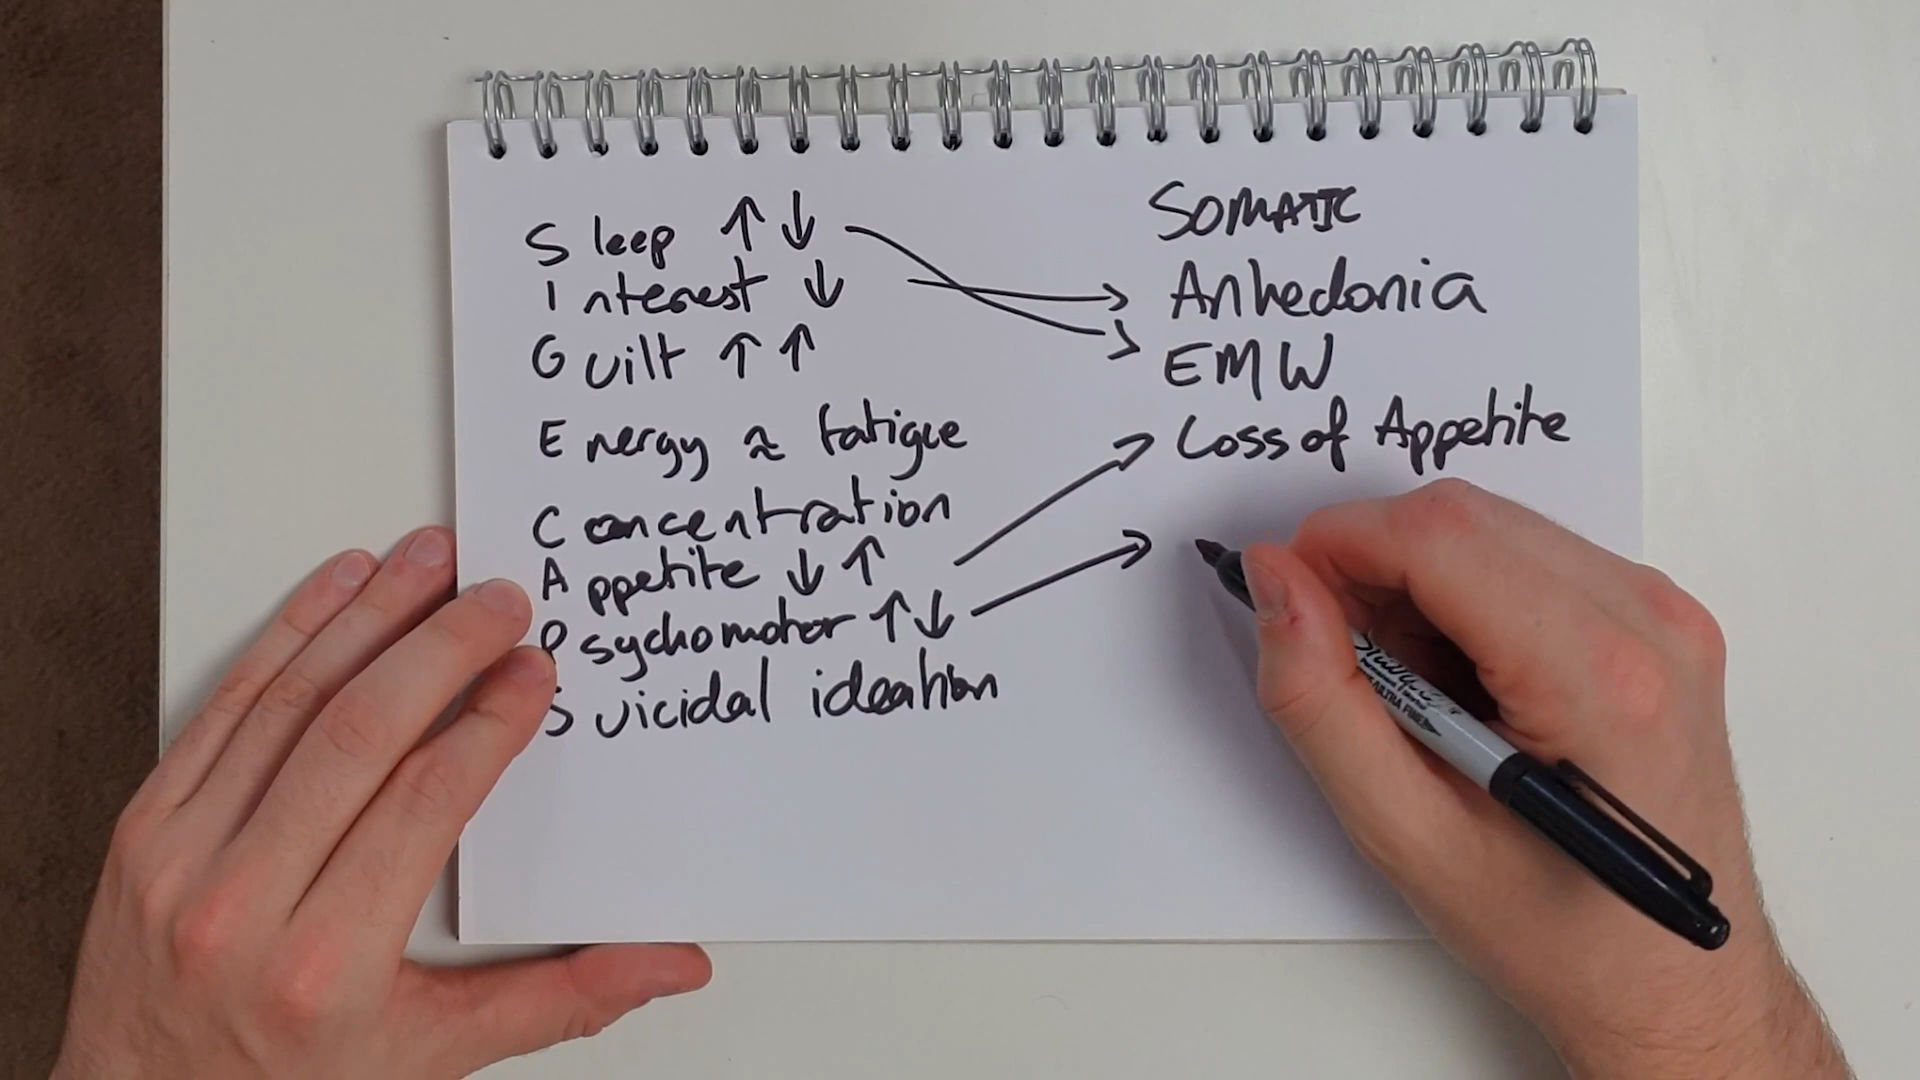 Sleep ↑ ↓
Interest ↓
Guilt ↑ ↑
Energy ≈ fatigue
Concentration
Appetite ↓ ↑
Psychomotor ↑ ↓
Suicidal ideation
SOMATIC
Anhedonia
EMW
Loss of Appetite